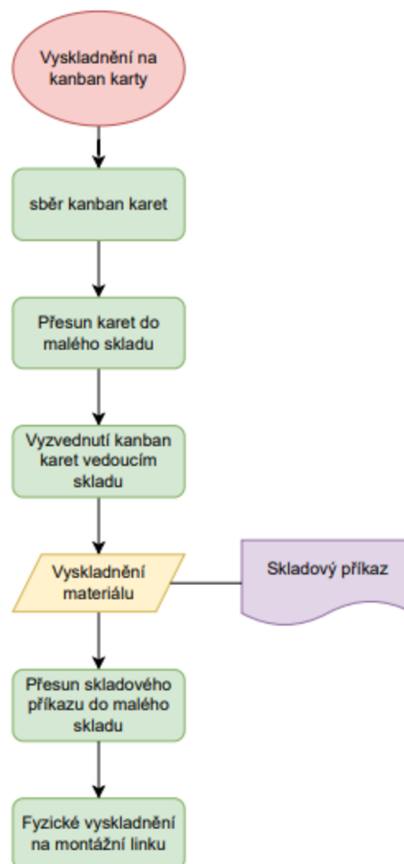 Vyskladnění na
kanban karty
sběr kanban karet
Přesun karet do
malého skladu
Vyzvednutí kanban
karet vedoucím
skladu
Vyskladnění
materiálu
Skladový příkaz
Přesun skladového
příkazu do malého
skladu
Fyzické vyskladnění
na montážní linku